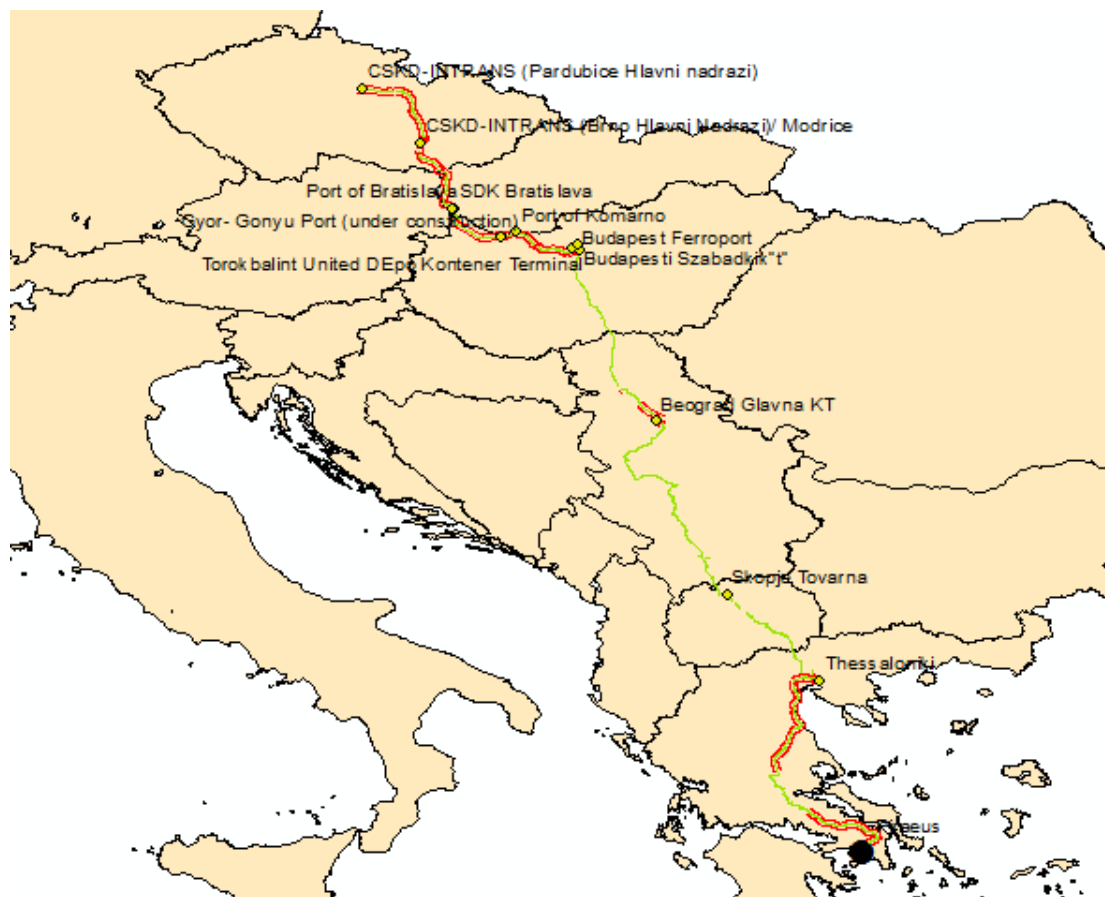 CSKD-INTRANS (Pardubice Hlavni nadrazi)
CSKD-INTRANS (Brno Hlavni Nadrazi)/ Modrice
Port of Bratislava SDK Bratislava
Gyor- Gonyu Port (under construction)
Port of Komarno
Budapest Ferroport
Torokbalint United DEpo Kontener Terminal
Budapesti Szabadkik"t"
Beograd Glavna KT
Skopje Tovarna
Thessaloniki
Piraeus